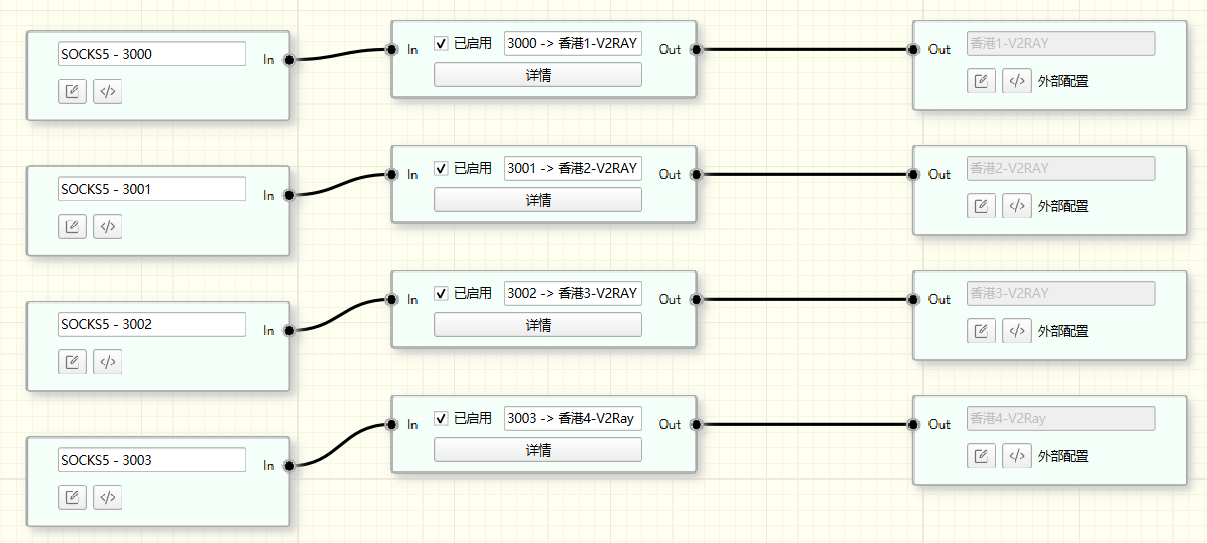 SOCKS5 - 3000
In
In
已启用
3000 -> 香港1-V2RAY
Out
详情
Out
香港1-V2RAY
外部配置
SOCKS5 - 3001
In
In
已启用
3001 -> 香港2-V2RAY
Out
详情
Out
香港2-V2RAY
外部配置
SOCKS5 - 3002
In
In
已启用
3002 -> 香港3-V2RAY
Out
详情
Out
香港3-V2RAY
外部配置
SOCKS5 - 3003
In
In
已启用
3003 -> 香港4-V2Ray
Out
详情
Out
香港4-V2Ray
外部配置